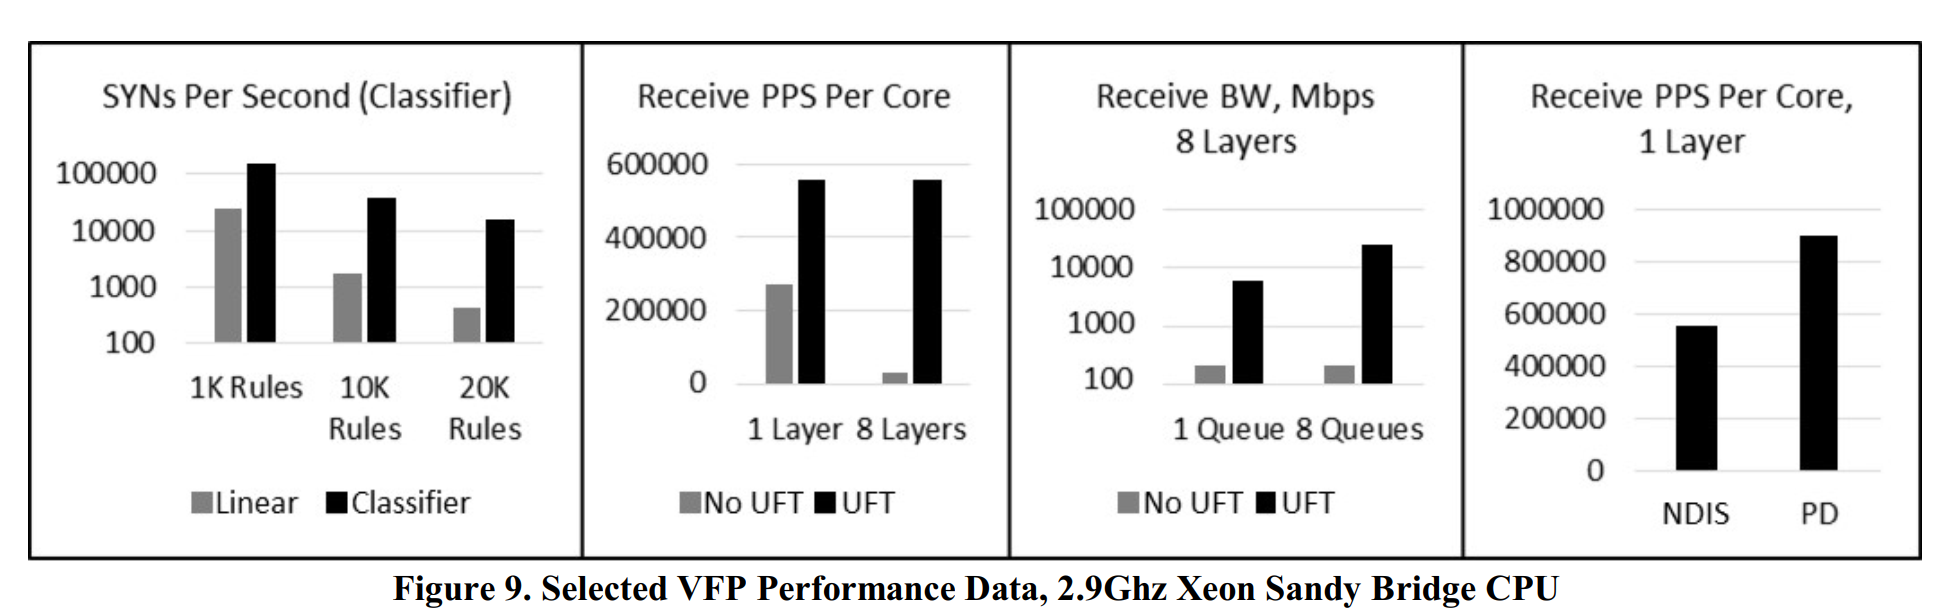 SYNs Per Second (Classifier)
100000
10000
1000
100
1K Rules 10K Rules 20K Rules
Linear Classifier
Receive PPS Per Core
600000
400000
200000
0
1 Layer 8 Layers
No UFT UFT
Receive BW, Mbps
8 Layers
100000
10000
1000
100
1 Queue 8 Queues
No UFT UFT
Receive PPS Per Core,
1 Layer
1000000
800000
600000
400000
200000
0
NDIS PD
Figure 9. Selected VFP Performance Data, 2.9Ghz Xeon Sandy Bridge CPU